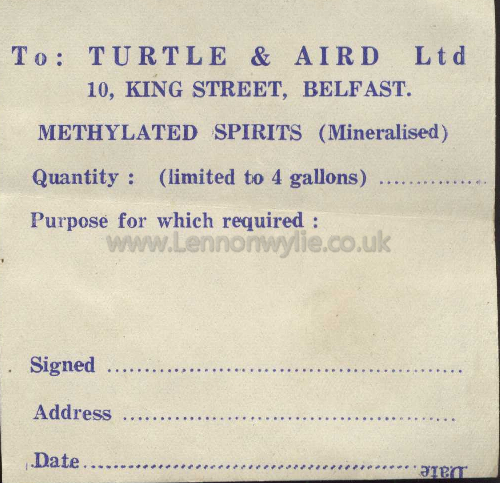 To: TURTLE & AIRD Ltd
10, KING STREET, BELFAST.
METHYLATED SPIRITS (Mineralised)
Quantity : (limited to 4 gallons) ..................
Purpose for which required :
www.Lennonwylie.co.uk
Signed ............................................................
Address ........................................................
Date ............................................................
Date